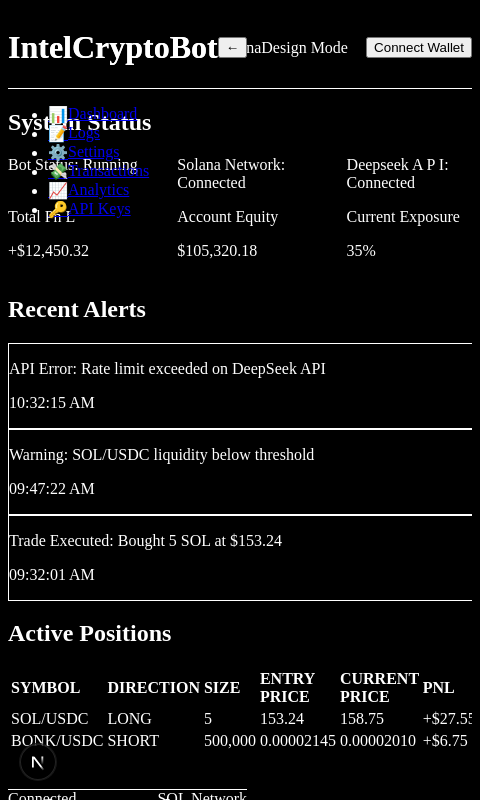 IntelCryptoBot ← naDesign Mode Connect Wallet
System Status
📊Dashboard
📝Logs
⚙️Settings
💸Transactions
📈Analytics
🔑API Keys
Bot Status: Running
Solana Network: Connected
Deepseek A P I: Connected
Total PnL
Account Equity
Current Exposure
+$12,450.32
$105,320.18
35%
Recent Alerts
API Error: Rate limit exceeded on DeepSeek API
10:32:15 AM
Warning: SOL/USDC liquidity below threshold
09:47:22 AM
Trade Executed: Bought 5 SOL at $153.24
09:32:01 AM
Active Positions
SYMBOL DIRECTION SIZE ENTRY PRICE CURRENT PRICE PNL
SOL/USDC LONG 5 153.24 158.75 +$27.55
BONK/USDC SHORT 500,000 0.00002145 0.00002010 +$6.75
N
Connected SOL Network